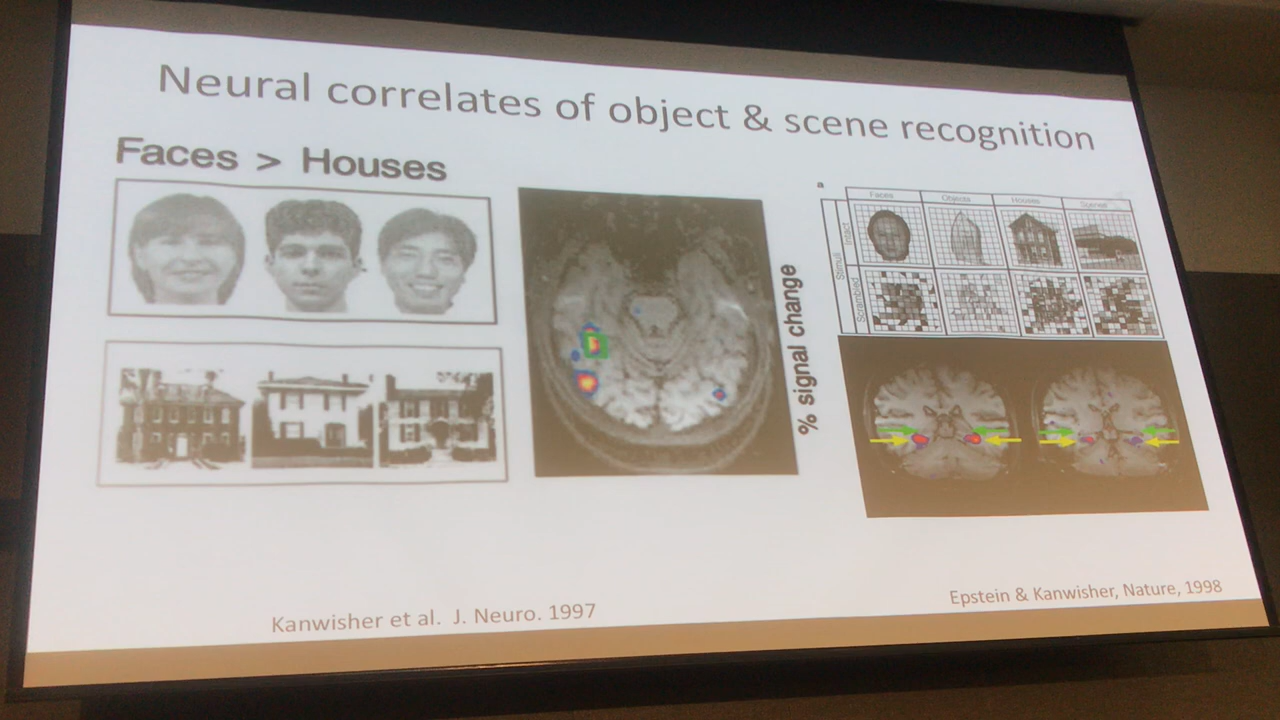 Neural correlates of object & scene recognition
Faces > Houses
% signal change
a
Faces Objects Houses Scenes
Stimuli
Intact
Scrambled
Kanwisher et al. J. Neuro. 1997
Epstein & Kanwisher, Nature, 1998